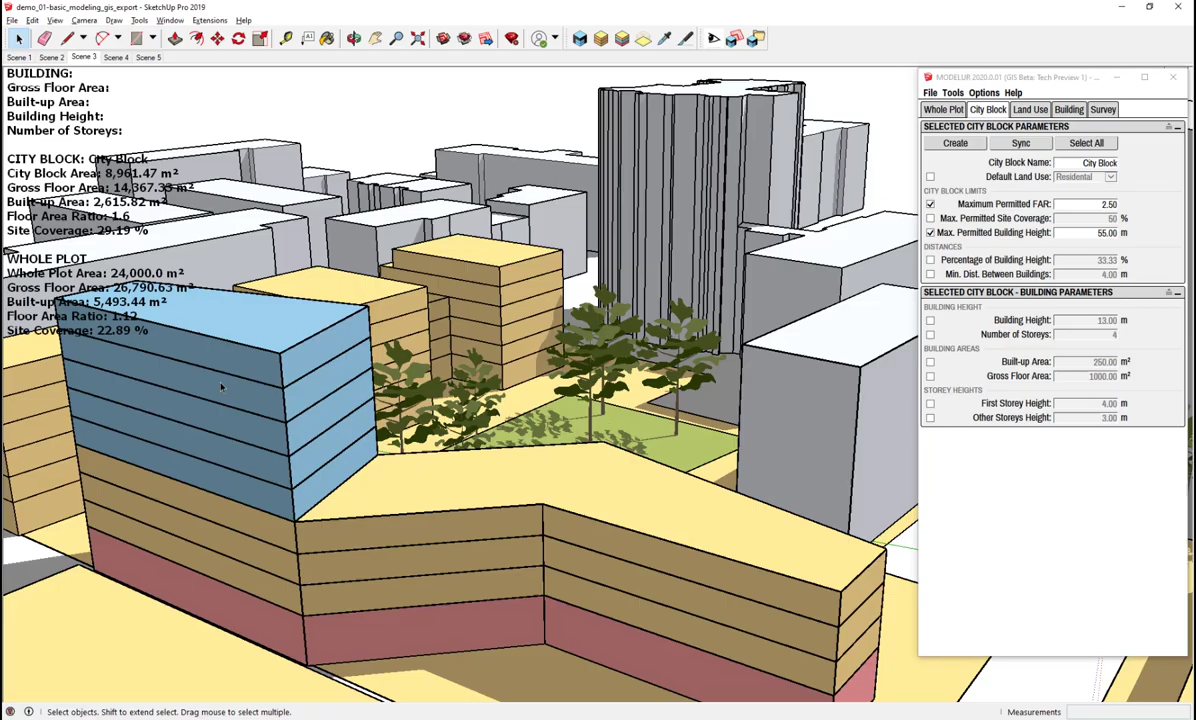 demo_01-basic_modeling_gis_export - SketchUp Pro 2019
File Edit View Camera Draw Tools Window Extensions Help
Scene 1 Scene 2 Scene 3 Scene 4 Scene 5
BUILDING:
Gross Floor Area:
Built-up Area:
Building Height:
Number of Storeys:
CITY BLOCK: City Block
City Block Area: 8,961.47 m²
Gross Floor Area: 14,367.33 m²
Built-up Area: 2,615.82 m²
Floor Area Ratio: 1.6
Site Coverage: 29.19 %
WHOLE PLOT
Whole Plot Area: 24,000.0 m²
Gross Floor Area: 26,790.63 m²
Built-up Area: 5,493.44 m²
Floor Area Ratio: 1.12
Site Coverage: 22.89 %
MODELUR 2020.0.01 (GIS Beta: Tech Preview 1) - ...
File Tools Options Help
Whole Plot City Block Land Use Building Survey
SELECTED CITY BLOCK PARAMETERS
Create Sync Select All
City Block Name: City Block
Default Land Use: Residential
CITY BLOCK LIMITS
Maximum Permitted FAR: 2.50
Max. Permitted Site Coverage: 50 %
Max. Permitted Building Height: 55.00 m
DISTANCES
Percentage of Building Height: 33.33 %
Min. Dist. Between Buildings: 4.00 m
SELECTED CITY BLOCK - BUILDING PARAMETERS
BUILDING HEIGHT
Building Height: 13.00 m
Number of Storeys: 4
BUILDING AREAS
Built-up Area: 250.00 m²
Gross Floor Area: 1000.00 m²
STOREY HEIGHTS
First Storey Height: 4.00 m
Other Storeys Height: 3.00 m
Select objects. Shift to extend select. Drag mouse to select multiple.
Measurements